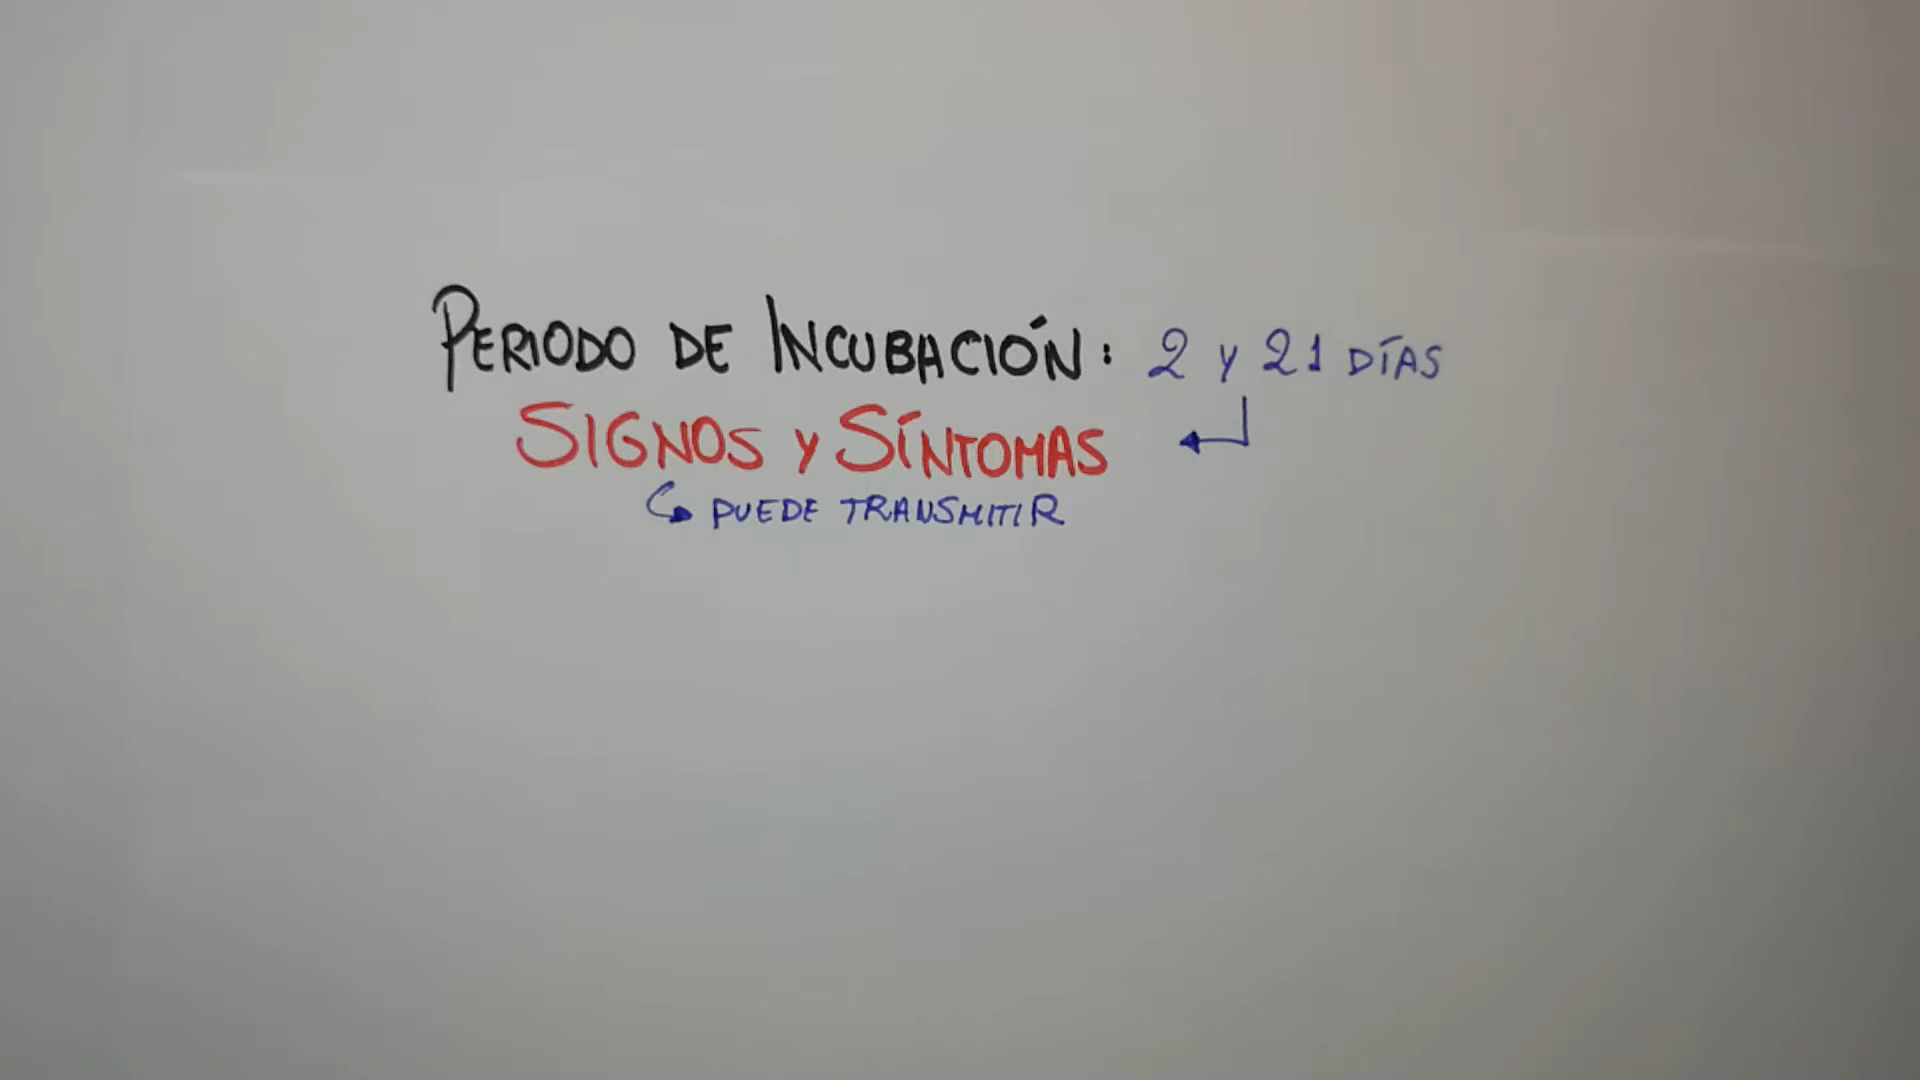 PERIODO DE INCUBACIÓN: 2 Y 21 DÍAS
SIGNOS Y SÍNTOMAS
PUEDE TRANSMITIR